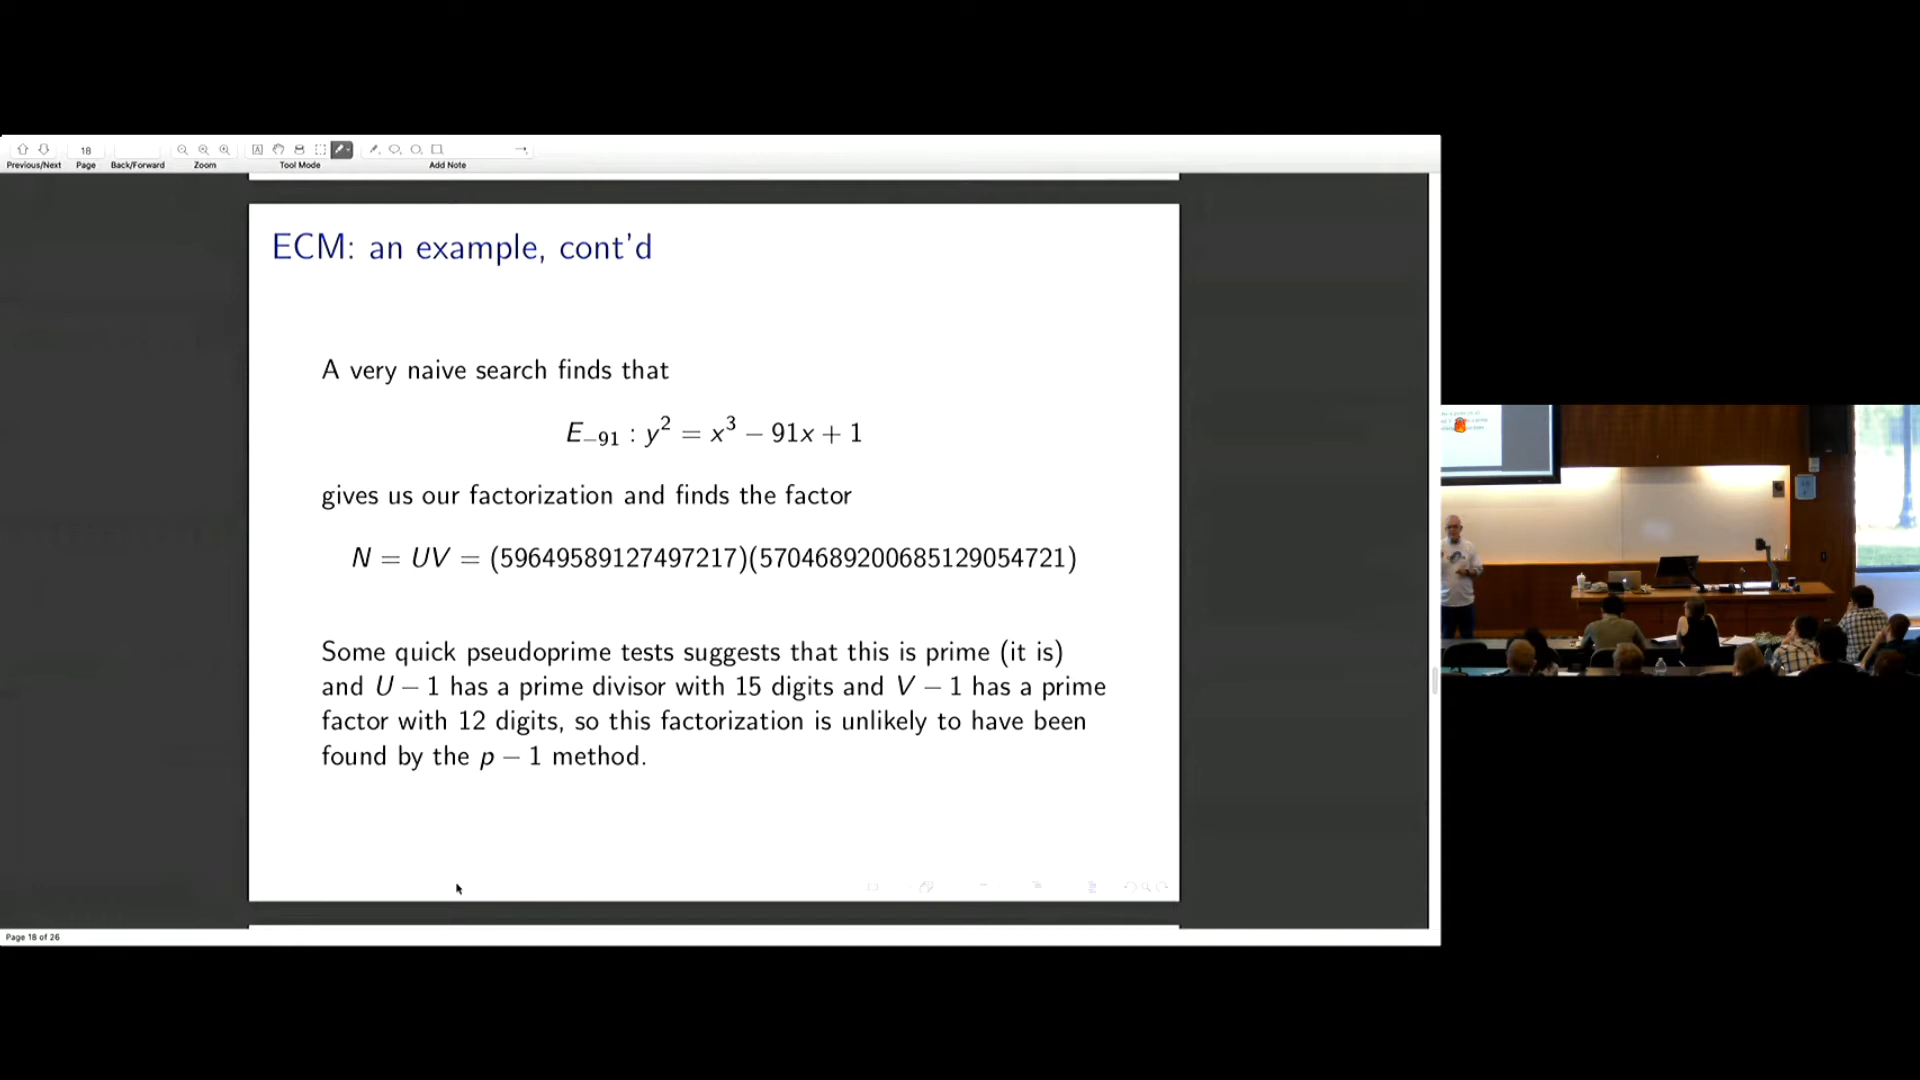 18
Previous/Next Page Back/Forward Zoom Tool Mode Add Note
ECM: an example, cont'd
A very naive search finds that
E₋₉₁ : y² = x³ − 91x + 1
gives us our factorization and finds the factor
N = UV = (59649589127497217)(5704689200685129054721)
Some quick pseudoprime tests suggests that this is prime (it is)
and U − 1 has a prime divisor with 15 digits and V − 1 has a prime
factor with 12 digits, so this factorization is unlikely to have been
found by the p − 1 method.
Page 18 of 26